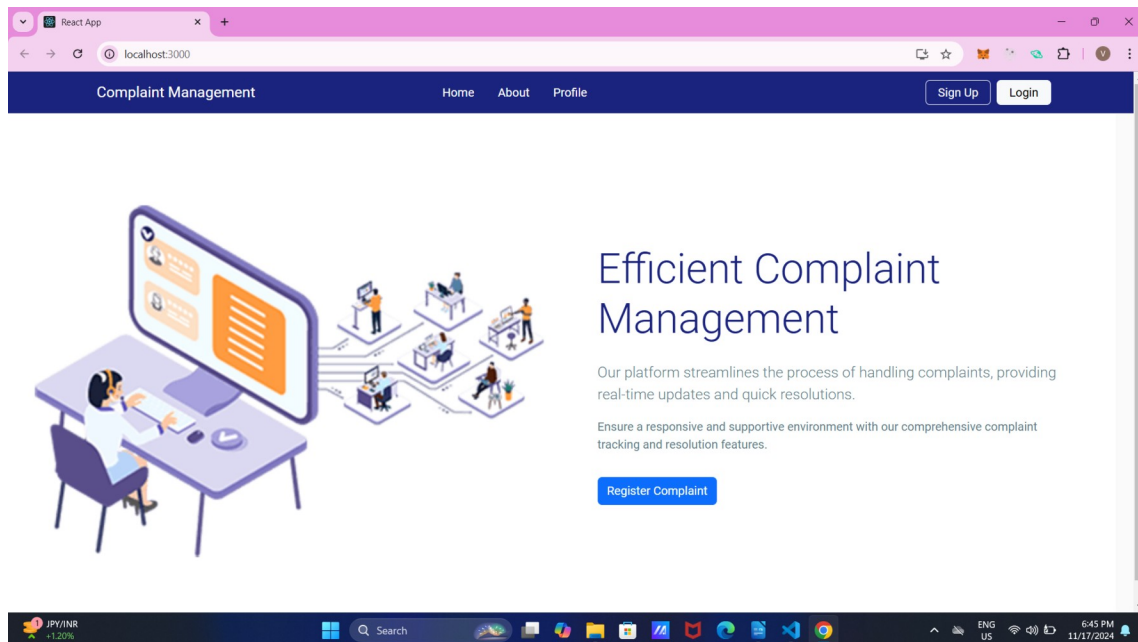 React App
localhost:3000
V
Complaint Management
Home About Profile
Sign Up Login
Efficient Complaint
Management
Our platform streamlines the process of handling complaints, providing
real-time updates and quick resolutions.
Ensure a responsive and supportive environment with our comprehensive complaint
tracking and resolution features.
Register Complaint
1
JPY/INR
+1.20%
Search
ENG
US
6:45 PM
11/17/2024